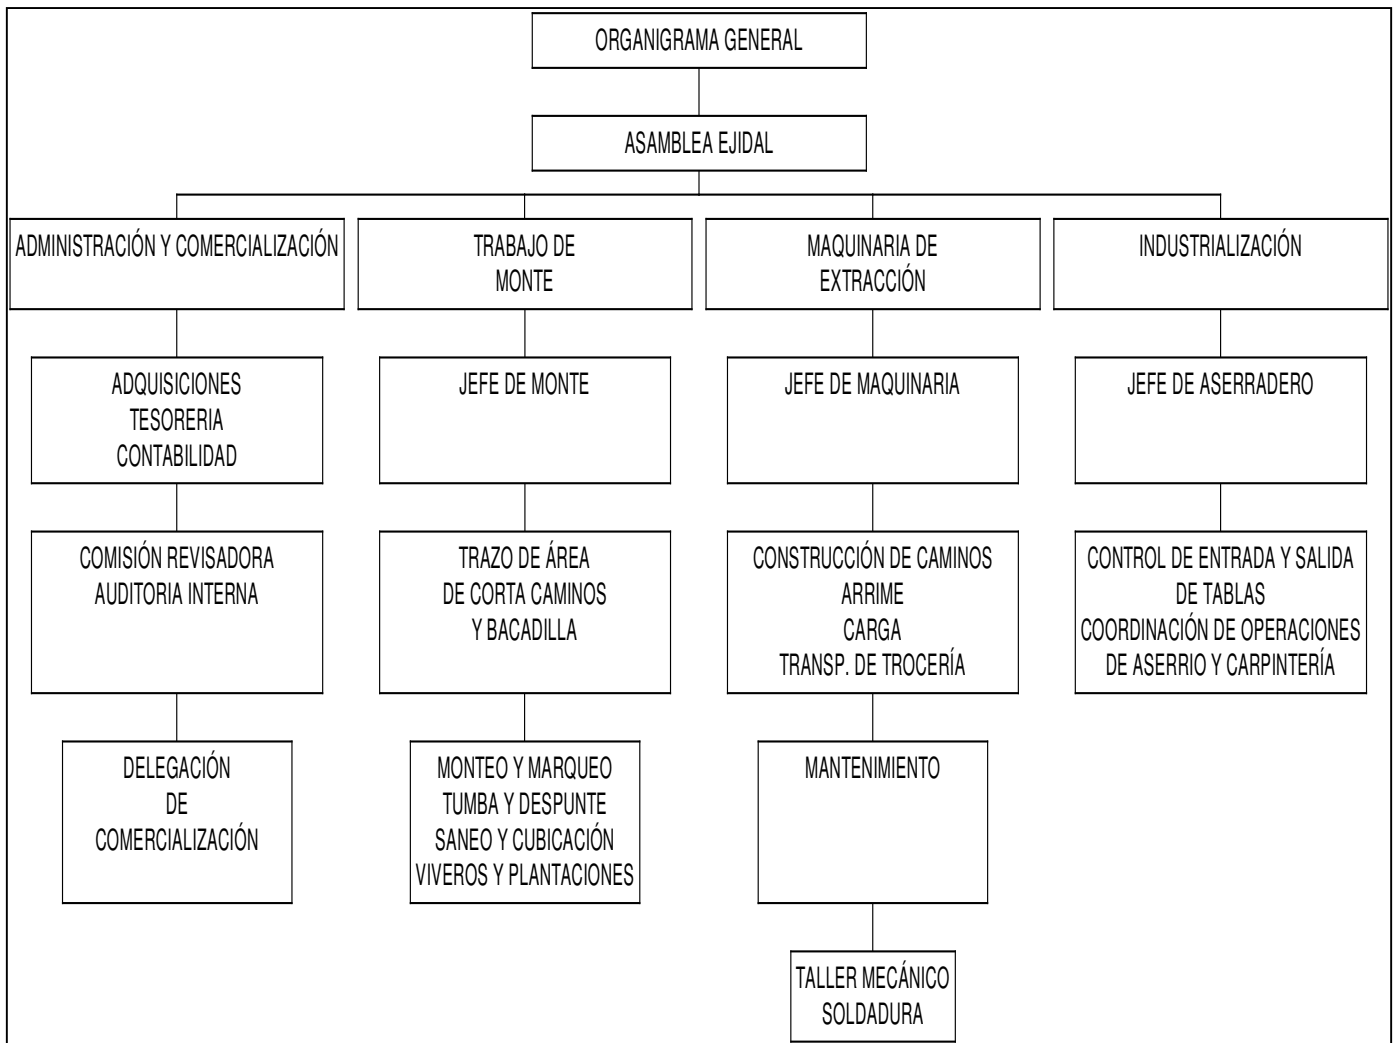 ORGANIGRAMA GENERAL
ASAMBLEA EJIDAL
ADMINISTRACIÓN Y COMERCIALIZACIÓN
TRABAJO DE
MONTE
MAQUINARIA DE
EXTRACCIÓN
INDUSTRIALIZACIÓN
ADQUISICIONES
TESORERIA
CONTABILIDAD
JEFE DE MONTE
JEFE DE MAQUINARIA
JEFE DE ASERRADERO
COMISIÓN REVISADORA
AUDITORIA INTERNA
TRAZO DE ÁREA
DE CORTA CAMINOS
Y BACADILLA
CONSTRUCCIÓN DE CAMINOS
ARRIME
CARGA
TRANSP. DE TROCERÍA
CONTROL DE ENTRADA Y SALIDA
DE TABLAS
COORDINACIÓN DE OPERACIONES
DE ASERRIO Y CARPINTERÍA
DELEGACIÓN
DE
COMERCIALIZACIÓN
MONTEO Y MARQUEO
TUMBA Y DESPUNTE
SANEO Y CUBICACIÓN
VIVEROS Y PLANTACIONES
MANTENIMIENTO
TALLER MECÁNICO
SOLDADURA